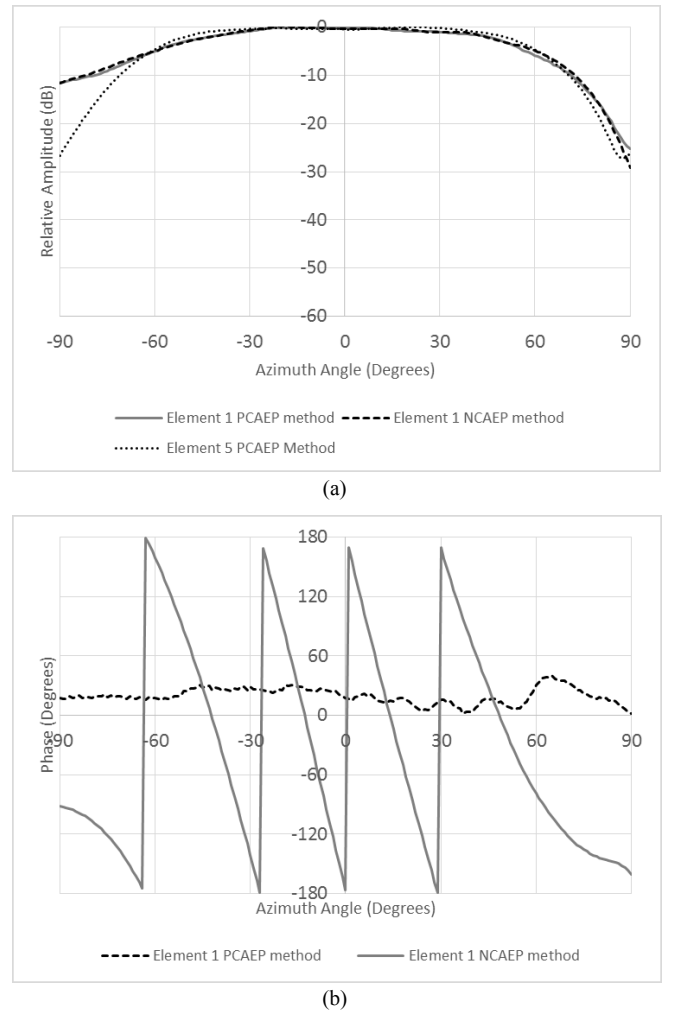 0
-10
-20
-30
-40
-50
-60
Relative Amplitude (dB)
-90 -60 -30 0 30 60 90
Azimuth Angle (Degrees)
Element 1 PCAEP method Element 1 NCAEP method
Element 5 PCAEP Method
(a)
180
120
60
0
-60
-120
-180
Phase (Degrees)
-90 -60 -30 0 30 60 90
Azimuth Angle (Degrees)
Element 1 PCAEP method Element 1 NCAEP method
(b)